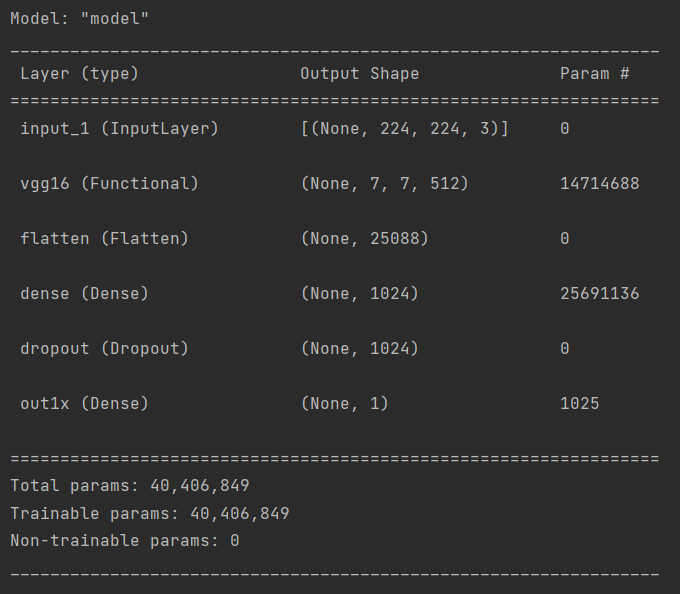 Model: "model"
_________________________________________________________________
Layer (type) Output Shape Param #
=================================================================
input_1 (InputLayer) [(None, 224, 224, 3)] 0
vgg16 (Functional) (None, 7, 7, 512) 14714688
flatten (Flatten) (None, 25088) 0
dense (Dense) (None, 1024) 25691136
dropout (Dropout) (None, 1024) 0
out1x (Dense) (None, 1) 1025
=================================================================
Total params: 40,406,849
Trainable params: 40,406,849
Non-trainable params: 0
_________________________________________________________________